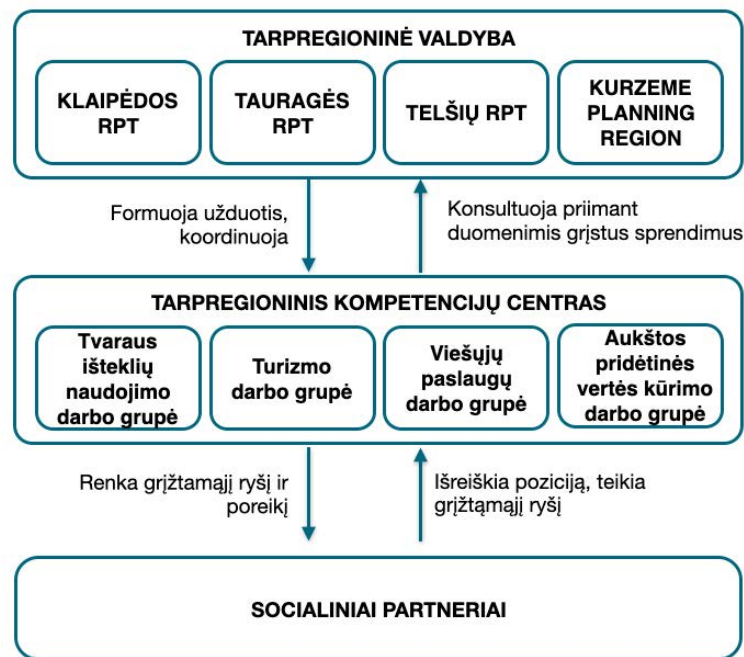 TARPREGIONINĖ VALDYBA
KLAIPĖDOS
RPT
TAURAGĖS
RPT
TELŠIŲ RPT
KURZEME
PLANNING
REGION
Formuoja užduotis,
koordinuoja
Konsultuoja priimant
duomenimis grįstus sprendimus
TARPREGIONINIS KOMPETENCIJŲ CENTRAS
Tvaraus
išteklių
naudojimo
darbo grupė
Turizmo
darbo grupė
Viešųjų
paslaugų
darbo grupė
Aukštos
pridėtinės
vertės kūrimo
darbo grupė
Renka grįžtamąjį ryšį ir
poreikį
Išreiškia poziciją, teikia
grįžtąmąjį ryšį
SOCIALINIAI PARTNERIAI